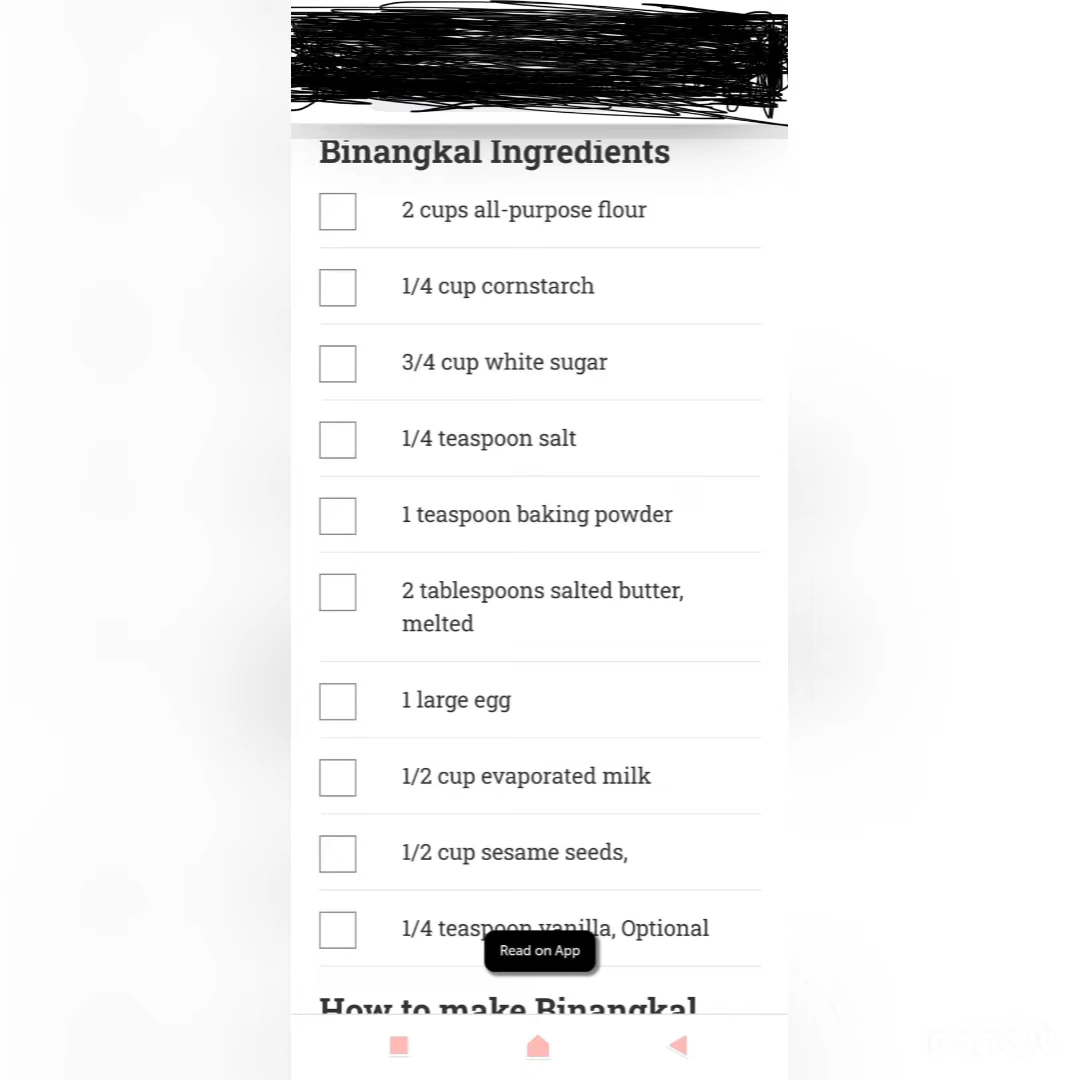 Binangkal Ingredients
2 cups all-purpose flour
1/4 cup cornstarch
3/4 cup white sugar
1/4 teaspoon salt
1 teaspoon baking powder
2 tablespoons salted butter,
melted
1 large egg
1/2 cup evaporated milk
1/2 cup sesame seeds,
1/4 teaspoon vanilla, Optional
Read on App
How to make Binangkal